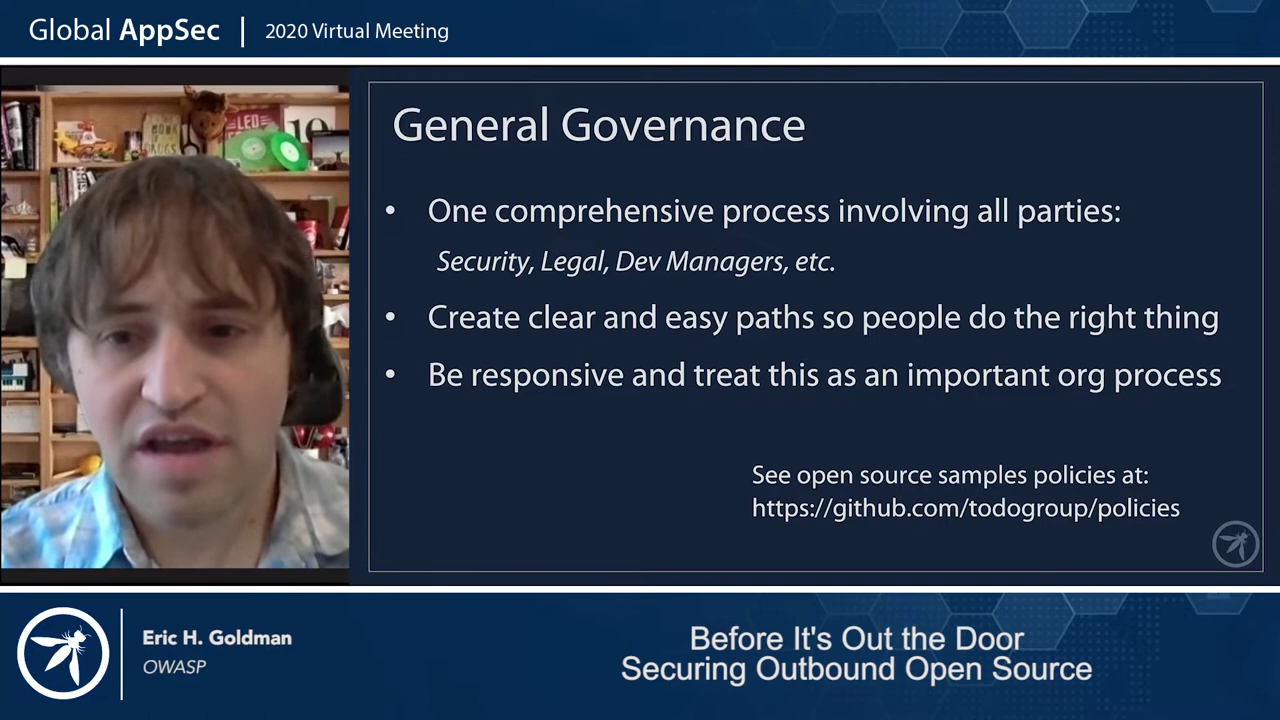 Global AppSec | 2020 Virtual Meeting
LED
General Governance
• One comprehensive process involving all parties:
Security, Legal, Dev Managers, etc.
• Create clear and easy paths so people do the right thing
• Be responsive and treat this as an important org process
See open source samples policies at:
https://github.com/todogroup/policies
Eric H. Goldman
OWASP
Before It's Out the Door
Securing Outbound Open Source